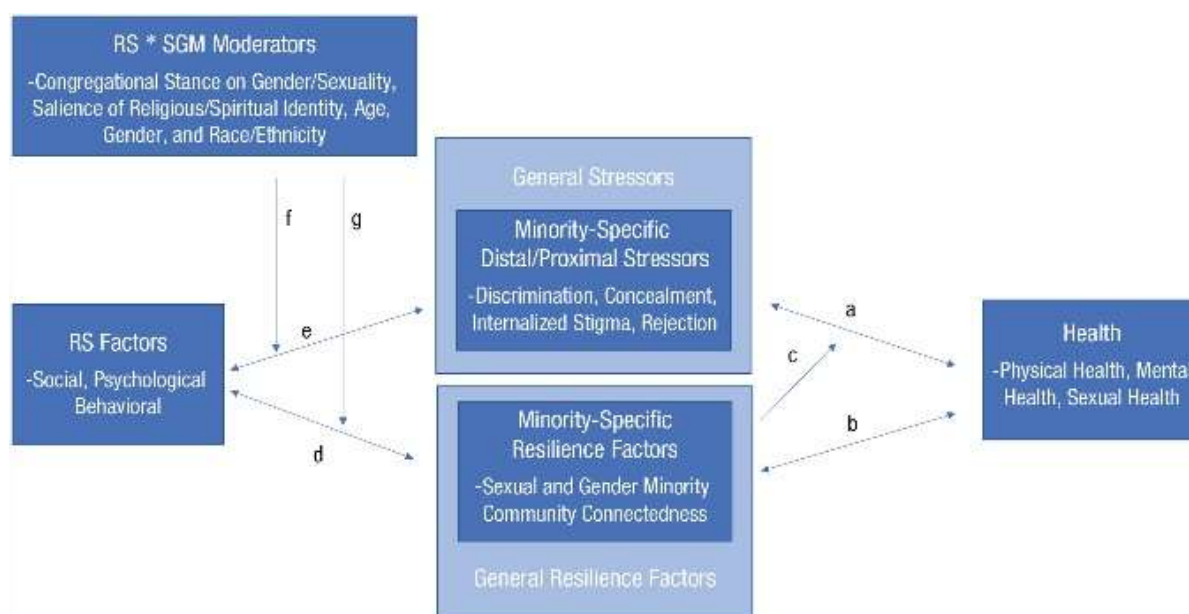 RS * SGM Moderators
-Congregational Stance on Gender/Sexuality,
Salience of Religious/Spiritual Identity, Age,
Gender, and Race/Ethnicity
f
g
General Stressors
Minority-Specific
Distal/Proximal Stressors
-Discrimination, Concealment,
Internalized Stigma, Rejection
RS Factors
-Social, Psychological
Behavioral
e
d
a
c
b
Health
-Physical Health, Mental
Health, Sexual Health
Minority-Specific
Resilience Factors
-Sexual and Gender Minority
Community Connectedness
General Resilience Factors